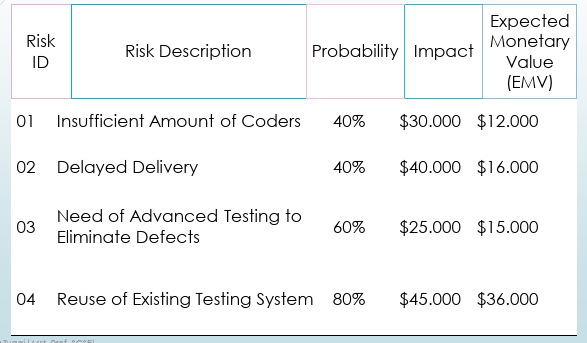 Risk ID Risk Description Probability Impact Expected Monetary Value (EMV)
01 Insufficient Amount of Coders 40% $30.000 $12.000
02 Delayed Delivery 40% $40.000 $16.000
03 Need of Advanced Testing to Eliminate Defects 60% $25.000 $15.000
04 Reuse of Existing Testing System 80% $45.000 $36.000